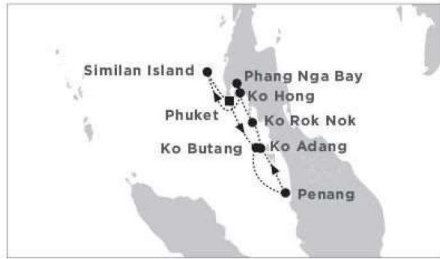 Similan Island
Phang Nga Bay
Ko Hong
Phuket
Ko Rok Nok
Ko Butang
Ko Adang
Penang